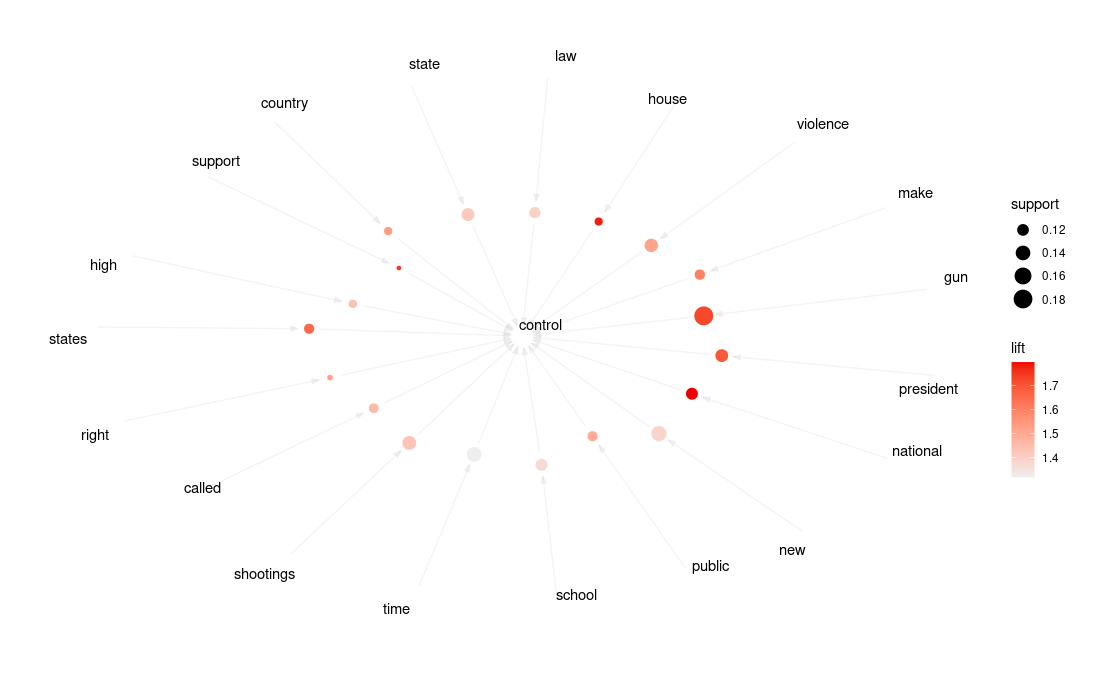 law
state
house
country
violence
support
make
support
0.12
0.14
0.16
0.18
high
gun
control
states
lift
1.7
1.6
1.5
1.4
president
right
national
called
new
public
shootings
school
time